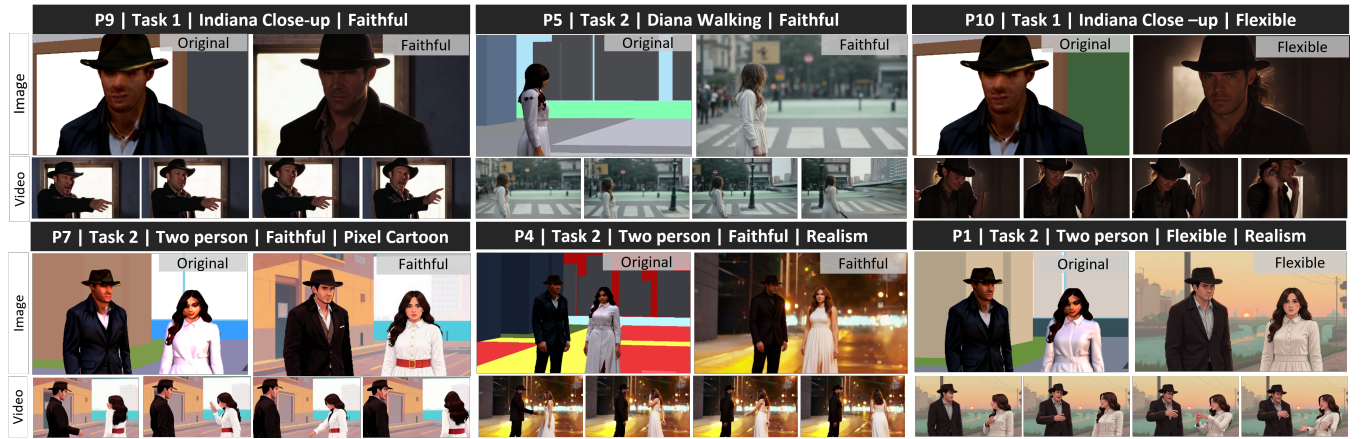 P9 | Task 1 | Indiana Close-up | Faithful
P5 | Task 2 | Diana Walking | Faithful
P10 | Task 1 | Indiana Close –up | Flexible
Image
Original
Faithful
Original
Faithful
Original
Flexible
Video
P7 | Task 2 | Two person | Faithful | Pixel Cartoon
P4 | Task 2 | Two person | Faithful | Realism
P1 | Task 2 | Two person | Flexible | Realism
Image
Original
Faithful
Original
Faithful
Original
Flexible
Video